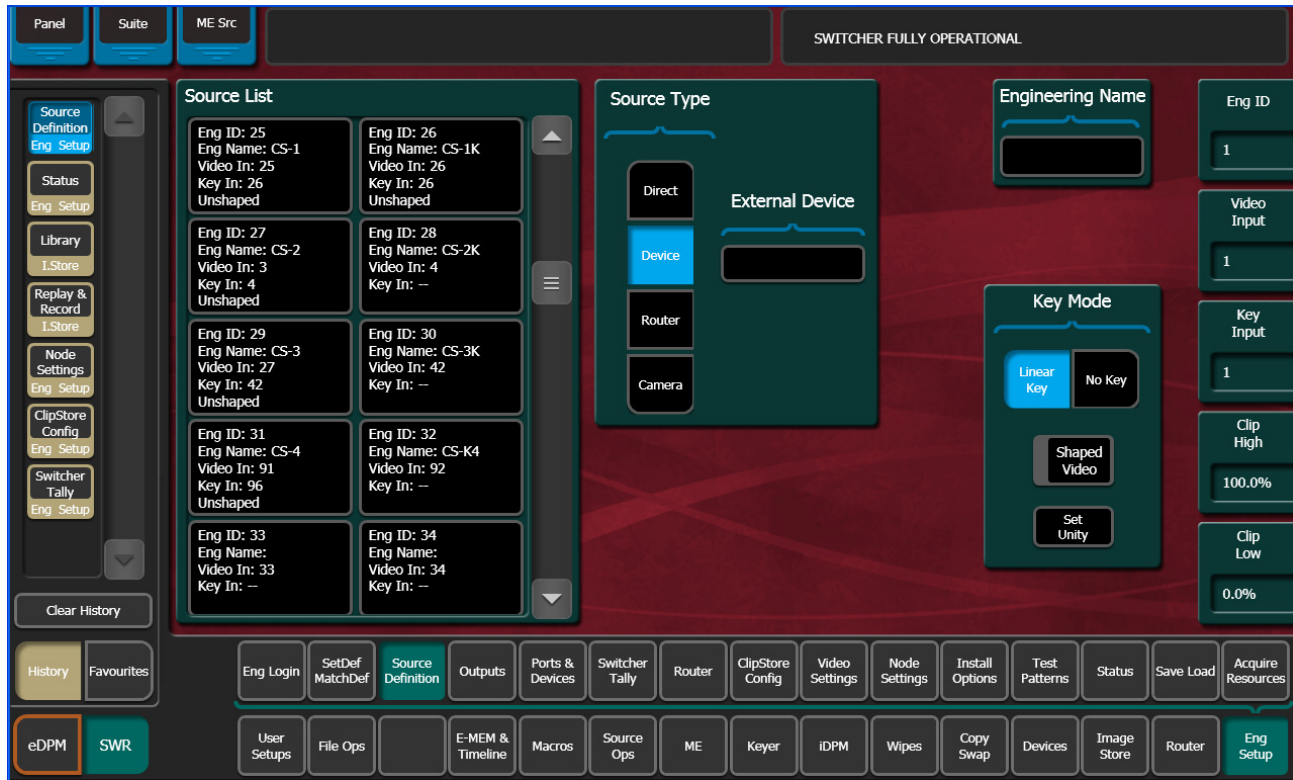 Panel
Suite
ME Src
SWITCHER FULLY OPERATIONAL
Source
Definition
Eng Setup
Status
Eng Setup
Library
I.Store
Replay &
Record
I.Store
Node
Settings
Eng Setup
ClipStore
Config
Eng Setup
Switcher
Tally
Eng Setup
Clear History
History
Favourites
eDPM
SWR
Source List
Eng ID: 25
Eng Name: CS-1
Video In: 25
Key In: 26
Unshaped
Eng ID: 26
Eng Name: CS-1K
Video In: 26
Key In: 26
Unshaped
Eng ID: 27
Eng Name: CS-2
Video In: 3
Key In: 4
Unshaped
Eng ID: 28
Eng Name: CS-2K
Video In: 4
Key In: --
Eng ID: 29
Eng Name: CS-3
Video In: 27
Key In: 42
Unshaped
Eng ID: 30
Eng Name: CS-3K
Video In: 42
Key In: --
Eng ID: 31
Eng Name: CS-4
Video In: 91
Key In: 96
Unshaped
Eng ID: 32
Eng Name: CS-K4
Video In: 92
Key In: --
Eng ID: 33
Eng Name:
Video In: 33
Key In: --
Eng ID: 34
Eng Name:
Video In: 34
Key In: --
Source Type
Direct
Device
Router
Camera
External Device
Engineering Name
Key Mode
Linear
Key
No Key
Shaped
Video
Set
Unity
Eng ID
1
Video
Input
1
Key
Input
1
Clip
High
100.0%
Clip
Low
0.0%
Eng Login
SetDef
MatchDef
Source
Definition
Outputs
Ports &
Devices
Switcher
Tally
Router
ClipStore
Config
Video
Settings
Node
Settings
Install
Options
Test
Patterns
Status
Save Load
Acquire
Resources
User
Setups
File Ops
E-MEM &
Timeline
Macros
Source
Ops
ME
Keyer
iDPM
Wipes
Copy
Swap
Devices
Image
Store
Router
Eng
Setup